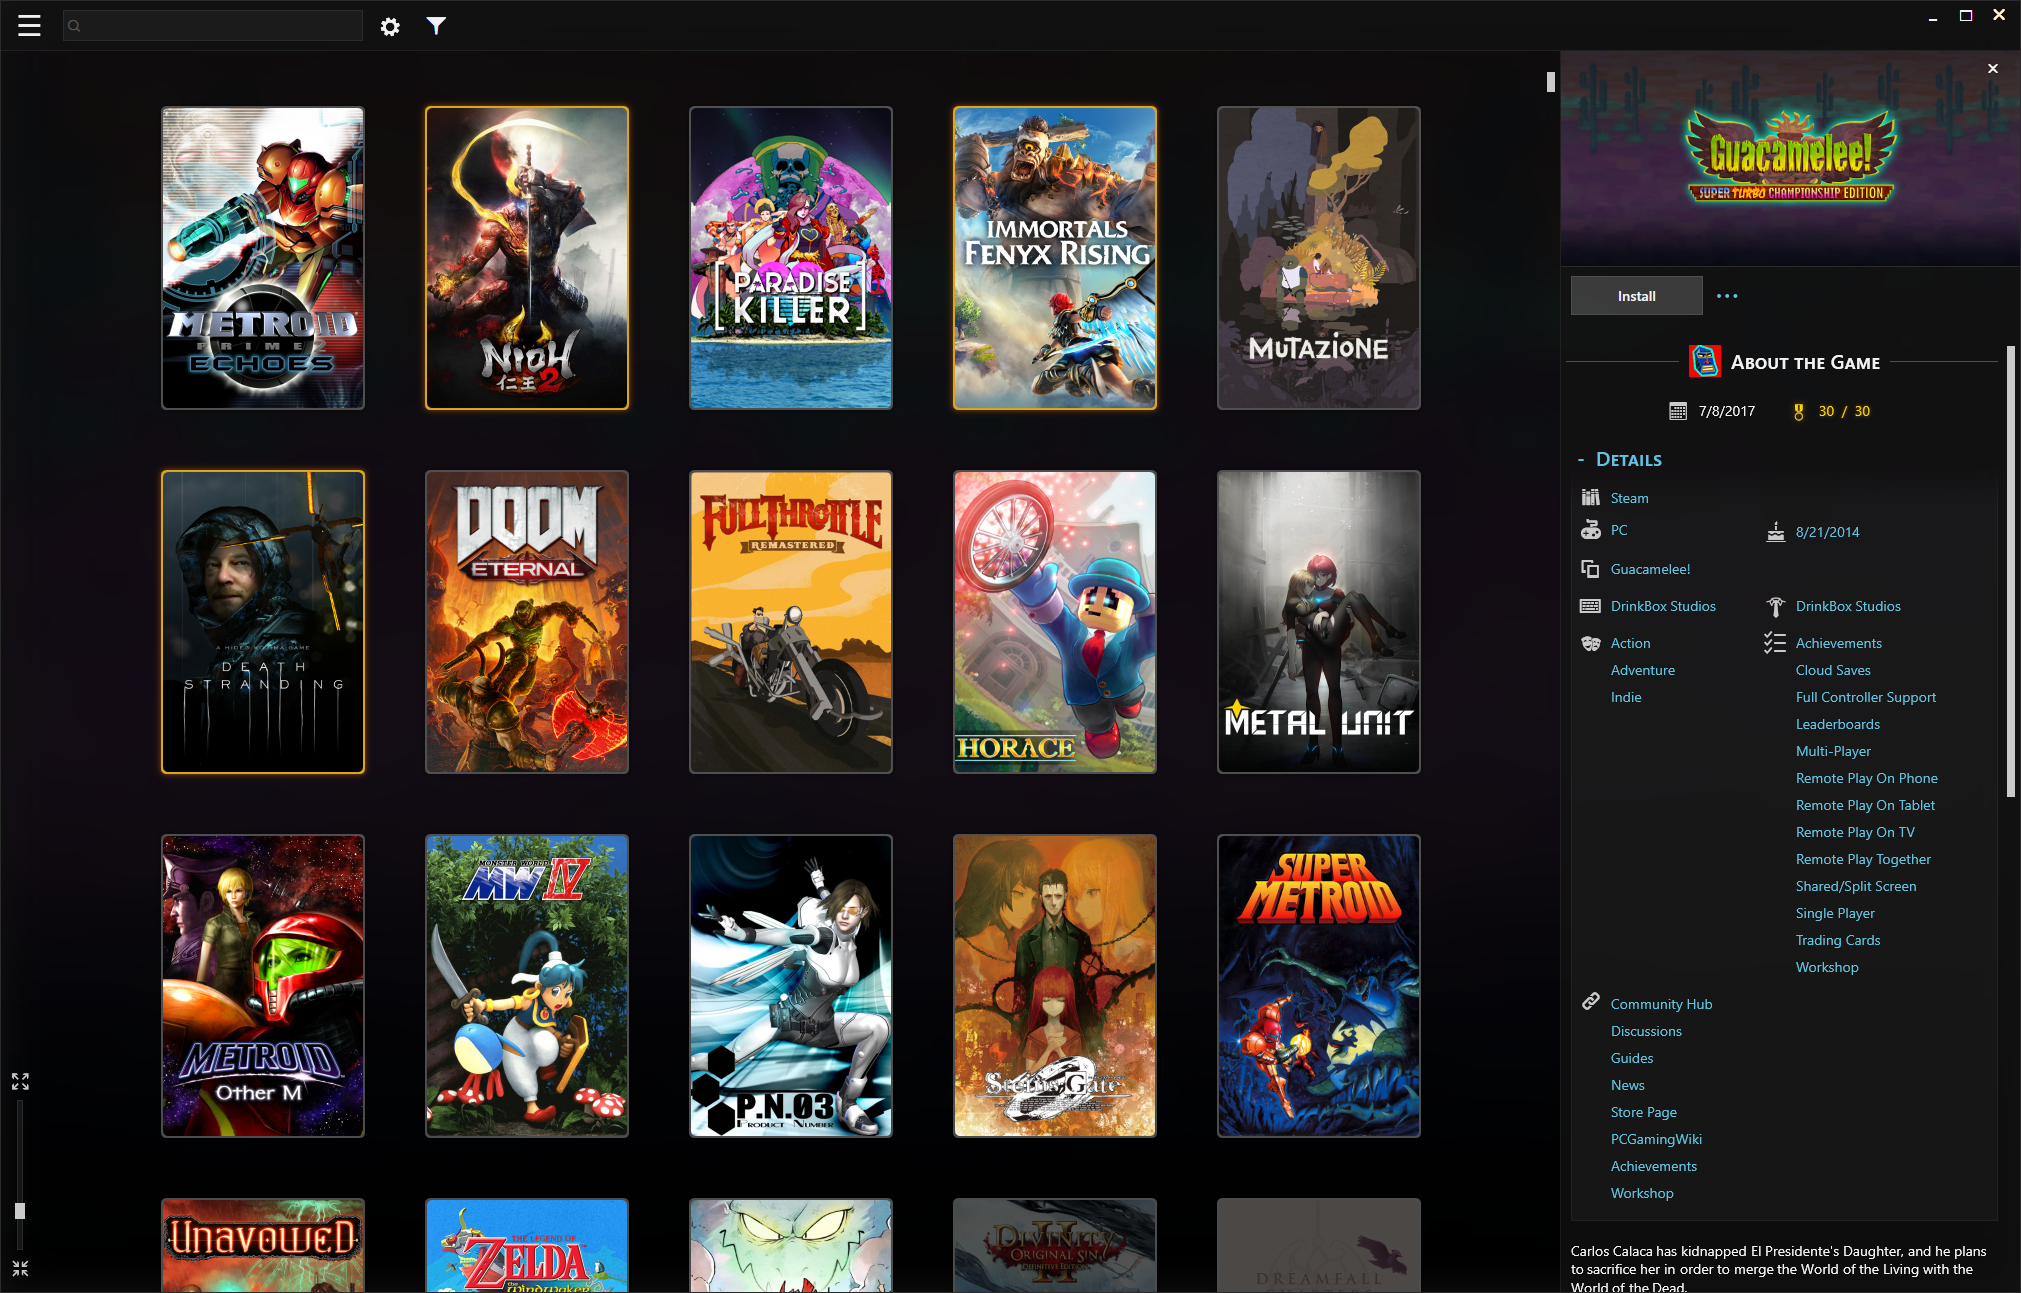 METROID
PRIME 2
ECHOES
NIOH
仁王2
PARADISE
KILLER
IMMORTALS
FENYX RISING
MUTAZIONE
A HIDEO KOJIMA GAME
DEATH
STRANDING
DOOM
ETERNAL
FULL THROTTLE
REMASTERED
HORACE
METAL UNIT
METROID
Other M
MONSTER WORLD
MW IV
P.N.03
PRODUCT NUMBER
Steins Gate
SUPER
METROID
UNAVOWED
THE LEGEND OF
ZELDA
the WindWaker
DIVINITY
II
ORIGINAL SIN
DEFINITIVE EDITION
DREAMFALL
Guacamelee!
SUPER TURBO CHAMPIONSHIP EDITION
Install
About the Game
7/8/2017
30 / 30
- Details
Steam
PC
8/21/2014
Guacamelee!
DrinkBox Studios
DrinkBox Studios
Action
Adventure
Indie
Achievements
Cloud Saves
Full Controller Support
Leaderboards
Multi-Player
Remote Play On Phone
Remote Play On Tablet
Remote Play On TV
Remote Play Together
Shared/Split Screen
Single Player
Trading Cards
Workshop
Community Hub
Discussions
Guides
News
Store Page
PCGamingWiki
Achievements
Workshop
Carlos Calaca has kidnapped El Presidente's Daughter, and he plans
to sacrifice her in order to merge the World of the Living with the
World of the Dead.